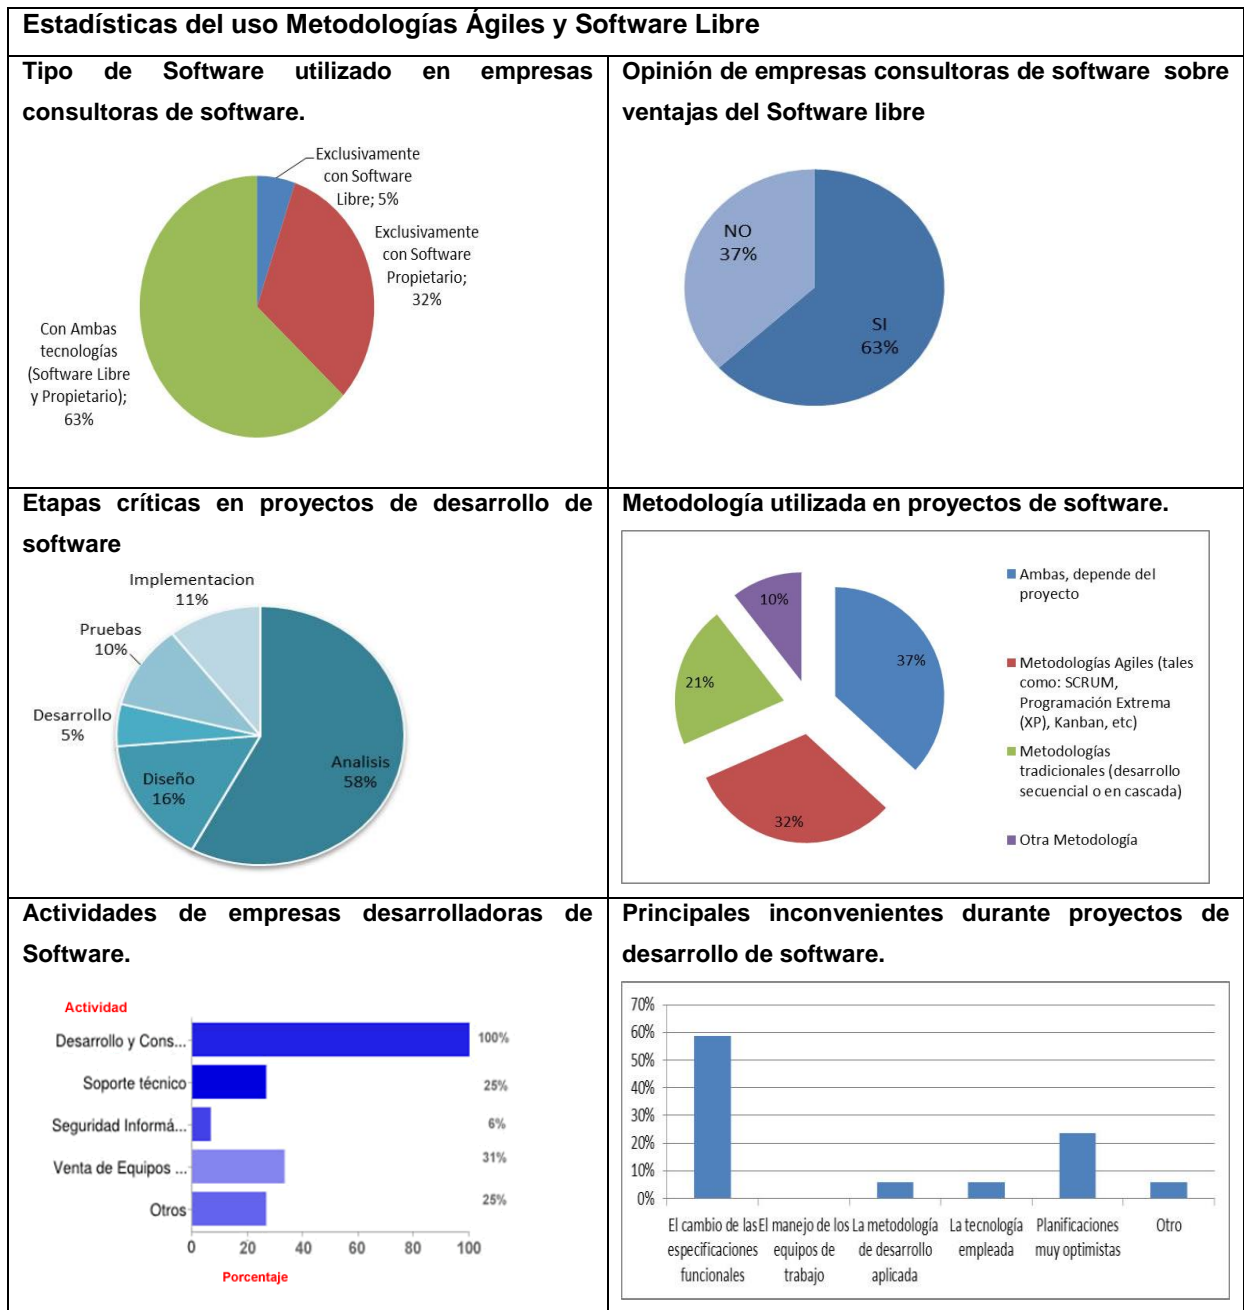 Estadísticas del uso Metodologías Ágiles y Software Libre
Tipo de Software utilizado en empresas
consultoras de software.
Exclusivamente
con Software
Libre; 5%
Exclusivamente
con Software
Propietario;
32%
Con Ambas
tecnologías
(Software Libre
y Propietario);
63%
Opinión de empresas consultoras de software sobre
ventajas del Software libre
NO
37%
SI
63%
Etapas críticas en proyectos de desarrollo de
software
Implementacion
11%
Pruebas
10%
Desarrollo
5%
Diseño
16%
Analisis
58%
Metodología utilizada en proyectos de software.
10%
37%
21%
32%
Ambas, depende del
proyecto
Metodologías Agiles (tales
como: SCRUM,
Programación Extrema
(XP), Kanban, etc)
Metodologías
tradicionales (desarrollo
secuencial o en cascada)
Otra Metodología
Actividades de empresas desarrolladoras de
Software.
Actividad
Desarrollo y Cons... 100%
Soporte técnico 25%
Seguridad Informá... 6%
Venta de Equipos ... 31%
Otros 25%
0 20 40 60 80 100
Porcentaje
Principales inconvenientes durante proyectos de
desarrollo de software.
70%
60%
50%
40%
30%
20%
10%
0%
El cambio de las
especificaciones
funcionales
El manejo de los
equipos de
trabajo
La metodología
de desarrollo
aplicada
La tecnología
empleada
Planificaciones
muy optimistas
Otro